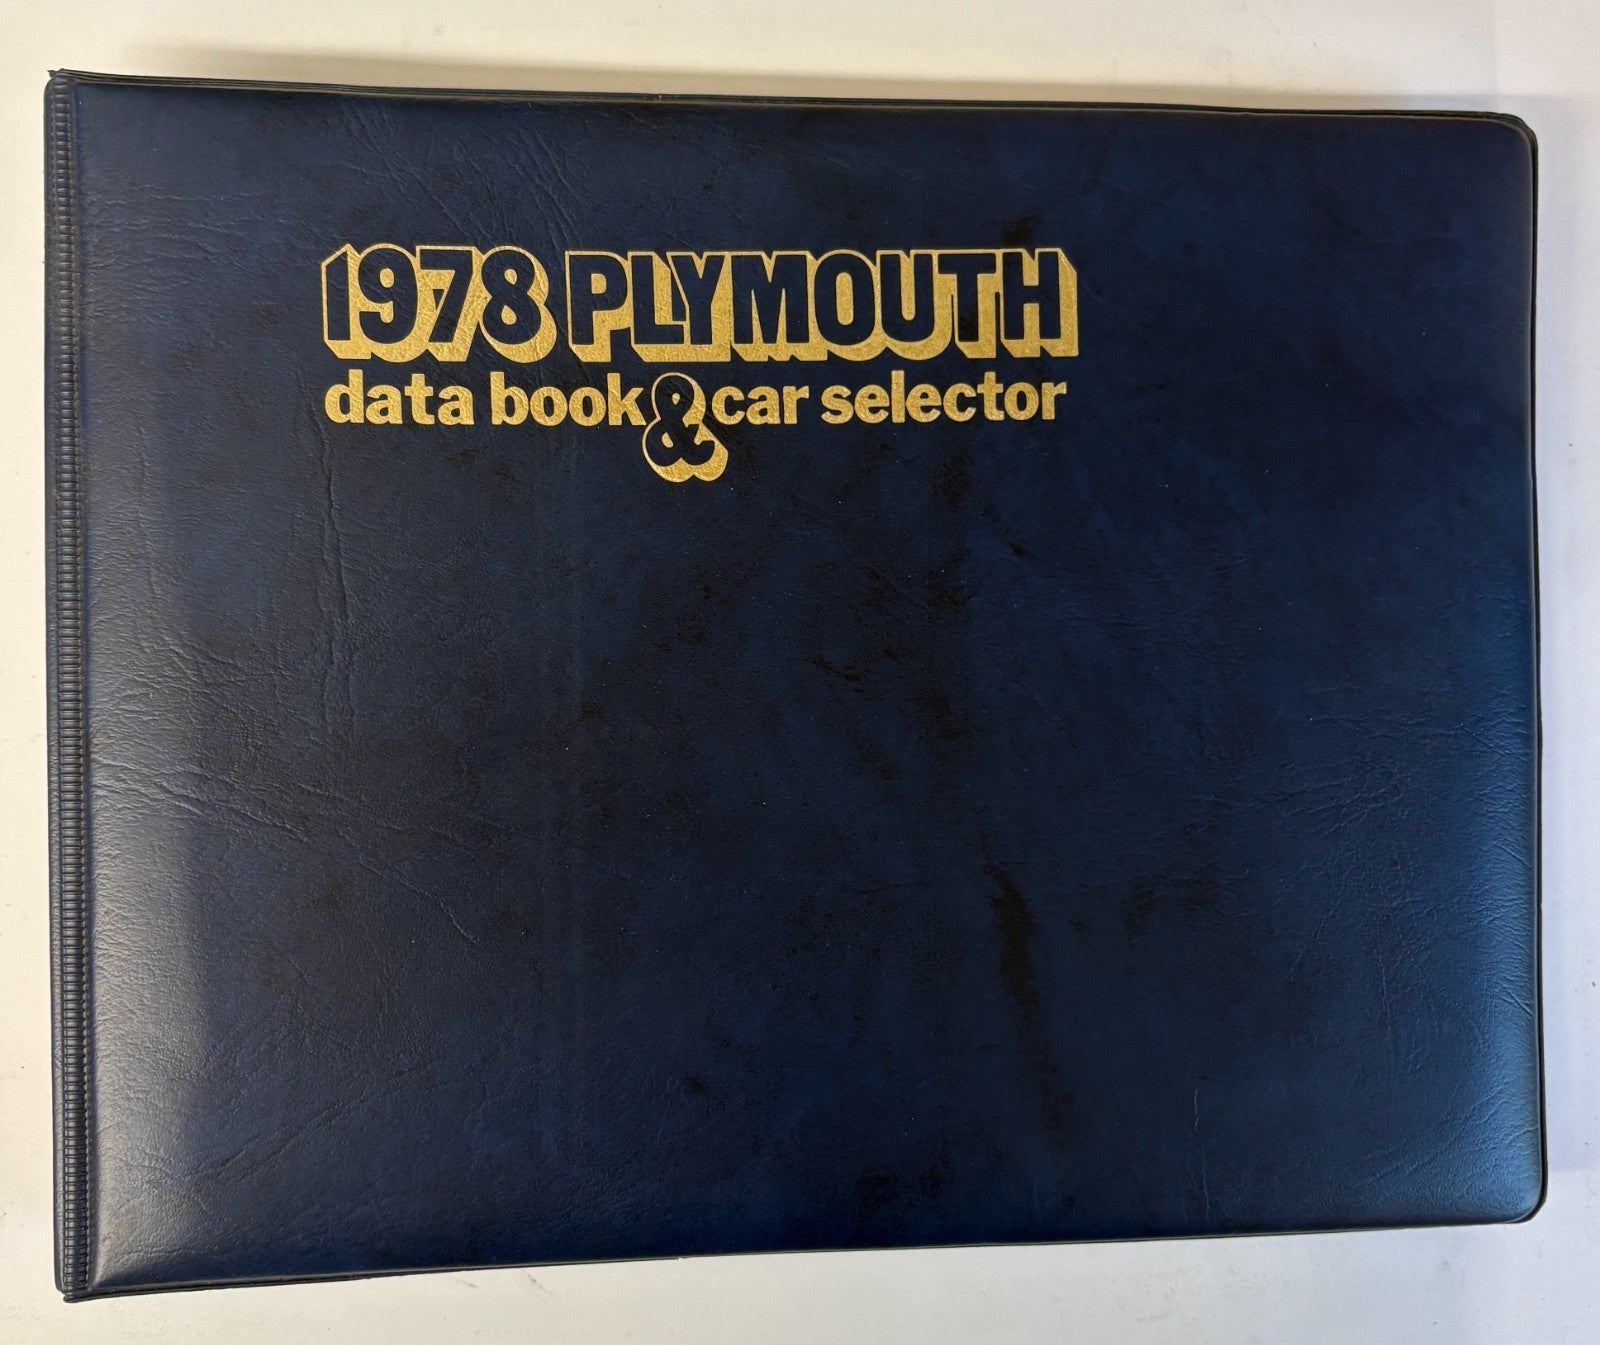 1978 PLYMOUTH
data book & car selector